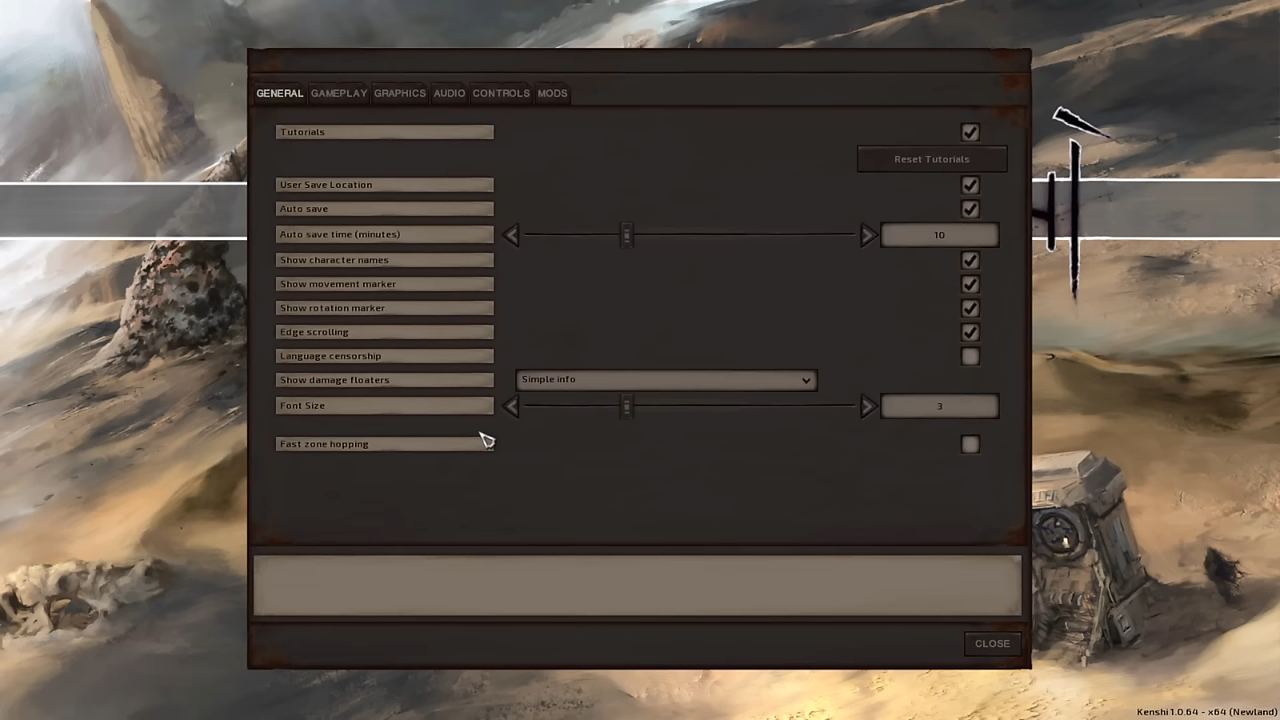 GENERAL GAMEPLAY GRAPHICS AUDIO CONTROLS MODS
Tutorials
Reset Tutorials
User Save Location
Auto save
Auto save time (minutes) 10
Show character names
Show movement marker
Show rotation marker
Edge scrolling
Language censorship
Show damage floaters Simple info
Font Size 3
Fast zone hopping
CLOSE
Kenshi 1.0.64 - x64 (Newland)